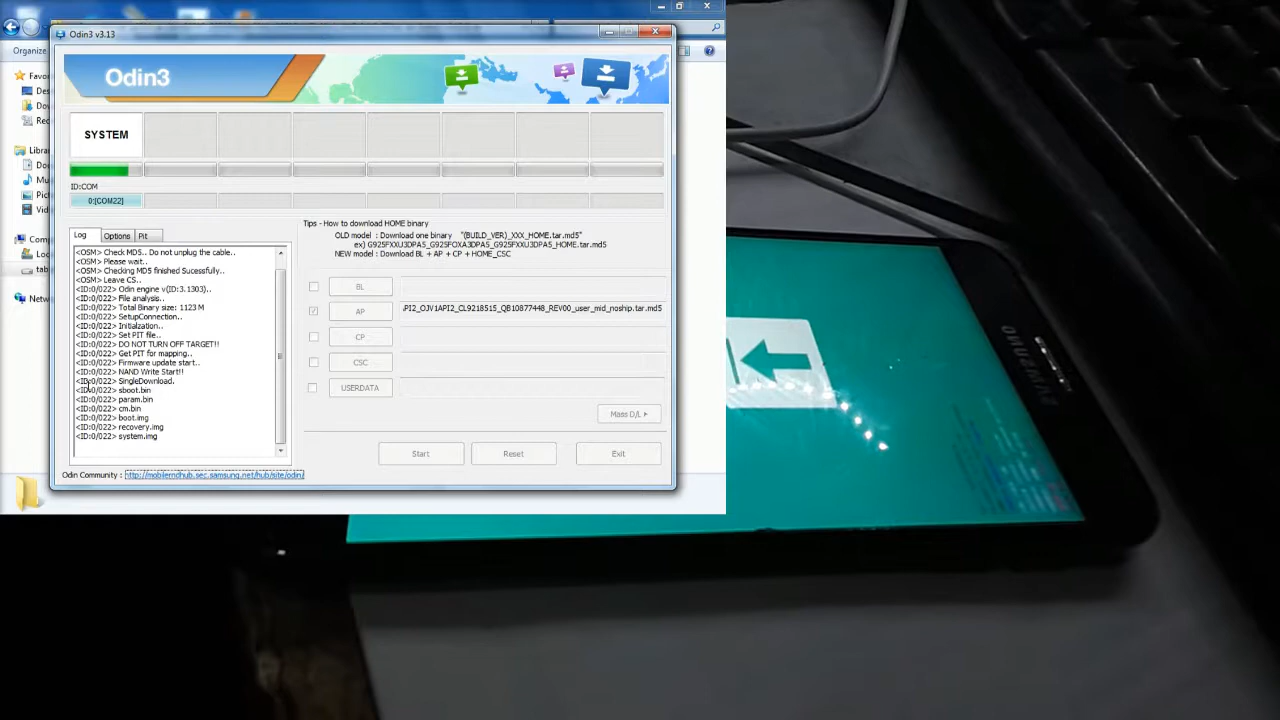 Odin3 v3.13
Organize
Odin3
SYSTEM
ID:COM
0:[COM22]
Log
Options
Pit
<OSM> Check MD5.. Do not unplug the cable..
<OSM> Please wait..
<OSM> Checking MD5 finished Sucessfully..
<OSM> Leave CS..
<ID:0/022> Odin engine v(ID:3.1303)..
<ID:0/022> File analysis..
<ID:0/022> Total Binary size: 1123 M
<ID:0/022> SetupConnection..
<ID:0/022> Initialzation..
<ID:0/022> Set PIT file..
<ID:0/022> DO NOT TURN OFF TARGET!!
<ID:0/022> Get PIT for mapping..
<ID:0/022> Firmware update start..
<ID:0/022> NAND Write Start!!
<ID:0/022> SingleDownload.
<ID:0/022> sboot.bin
<ID:0/022> param.bin
<ID:0/022> cm.bin
<ID:0/022> boot.img
<ID:0/022> recovery.img
<ID:0/022> system.img
Tips - How to download HOME binary
OLD model : Download one binary "(BUILD_VER)_XXX_HOME.tar.md5"
ex) G925FXXU3DPA5_G925FOXA3DPA5_G925FXXU3DPA5_HOME.tar.md5
NEW model : Download BL + AP + CP + HOME_CSC
BL
AP
PI2_OJV1API2_CL9218515_QB10877448_REV00_user_mid_noship.tar.md5
CP
CSC
USERDATA
Mass D/L
Start
Reset
Exit
Odin Community : http://mobilerndhub.sec.samsung.net/hub/site/odin/
SAMSUNG